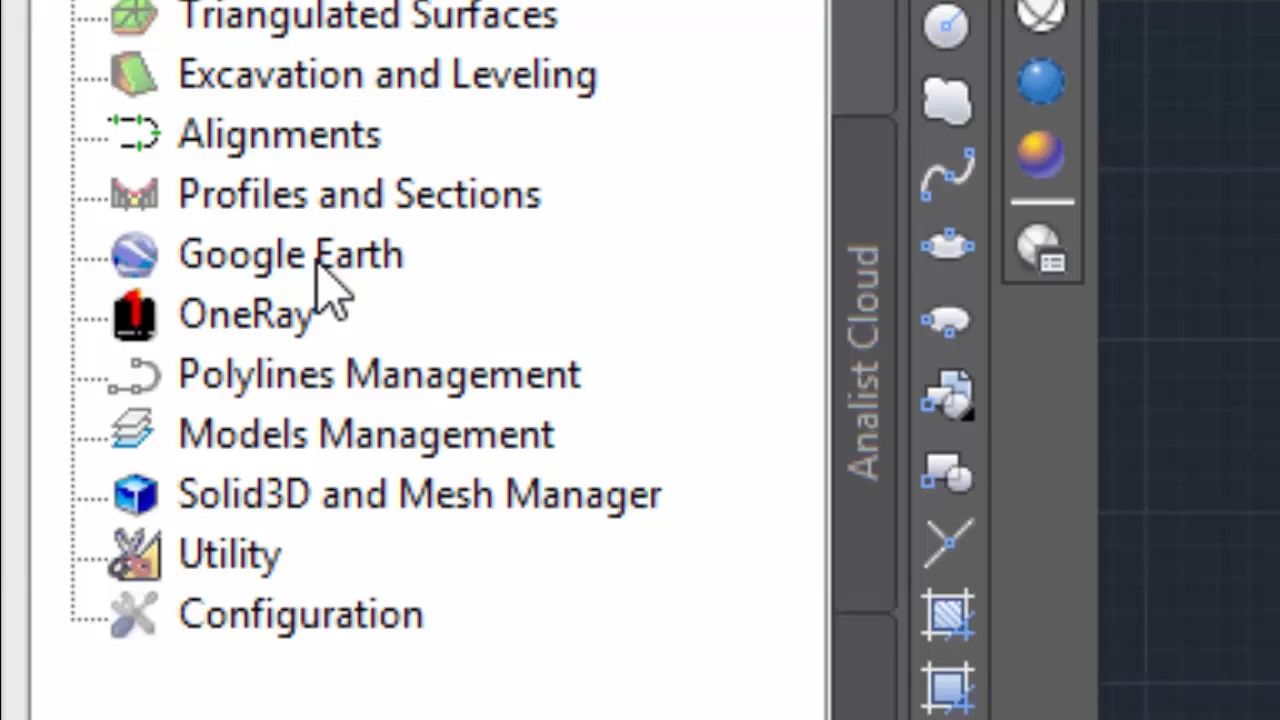 Triangulated Surfaces
Excavation and Leveling
Alignments
Profiles and Sections
Google Earth
OneRay
Polylines Management
Models Management
Solid3D and Mesh Manager
Utility
Configuration
Analist Cloud